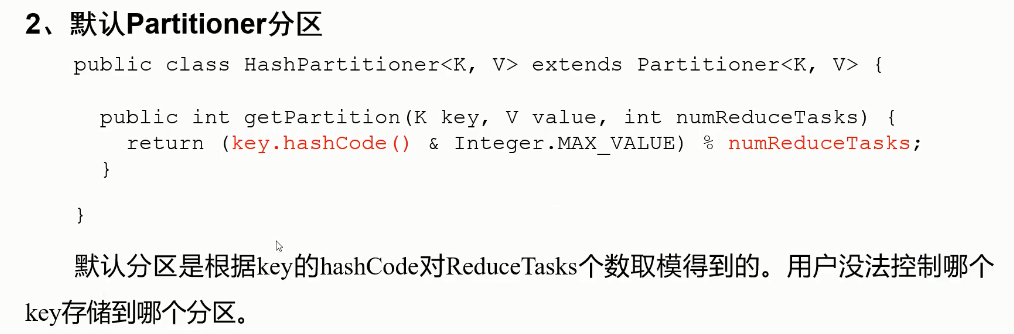 2、默认Partitioner分区
public class HashPartitioner<K, V> extends Partitioner<K, V> {
public int getPartition(K key, V value, int numReduceTasks) {
return (key.hashCode() & Integer.MAX_VALUE) % numReduceTasks;
}
}
默认分区是根据key的hashCode对ReduceTasks个数取模得到的。用户没法控制哪个
key存储到哪个分区。